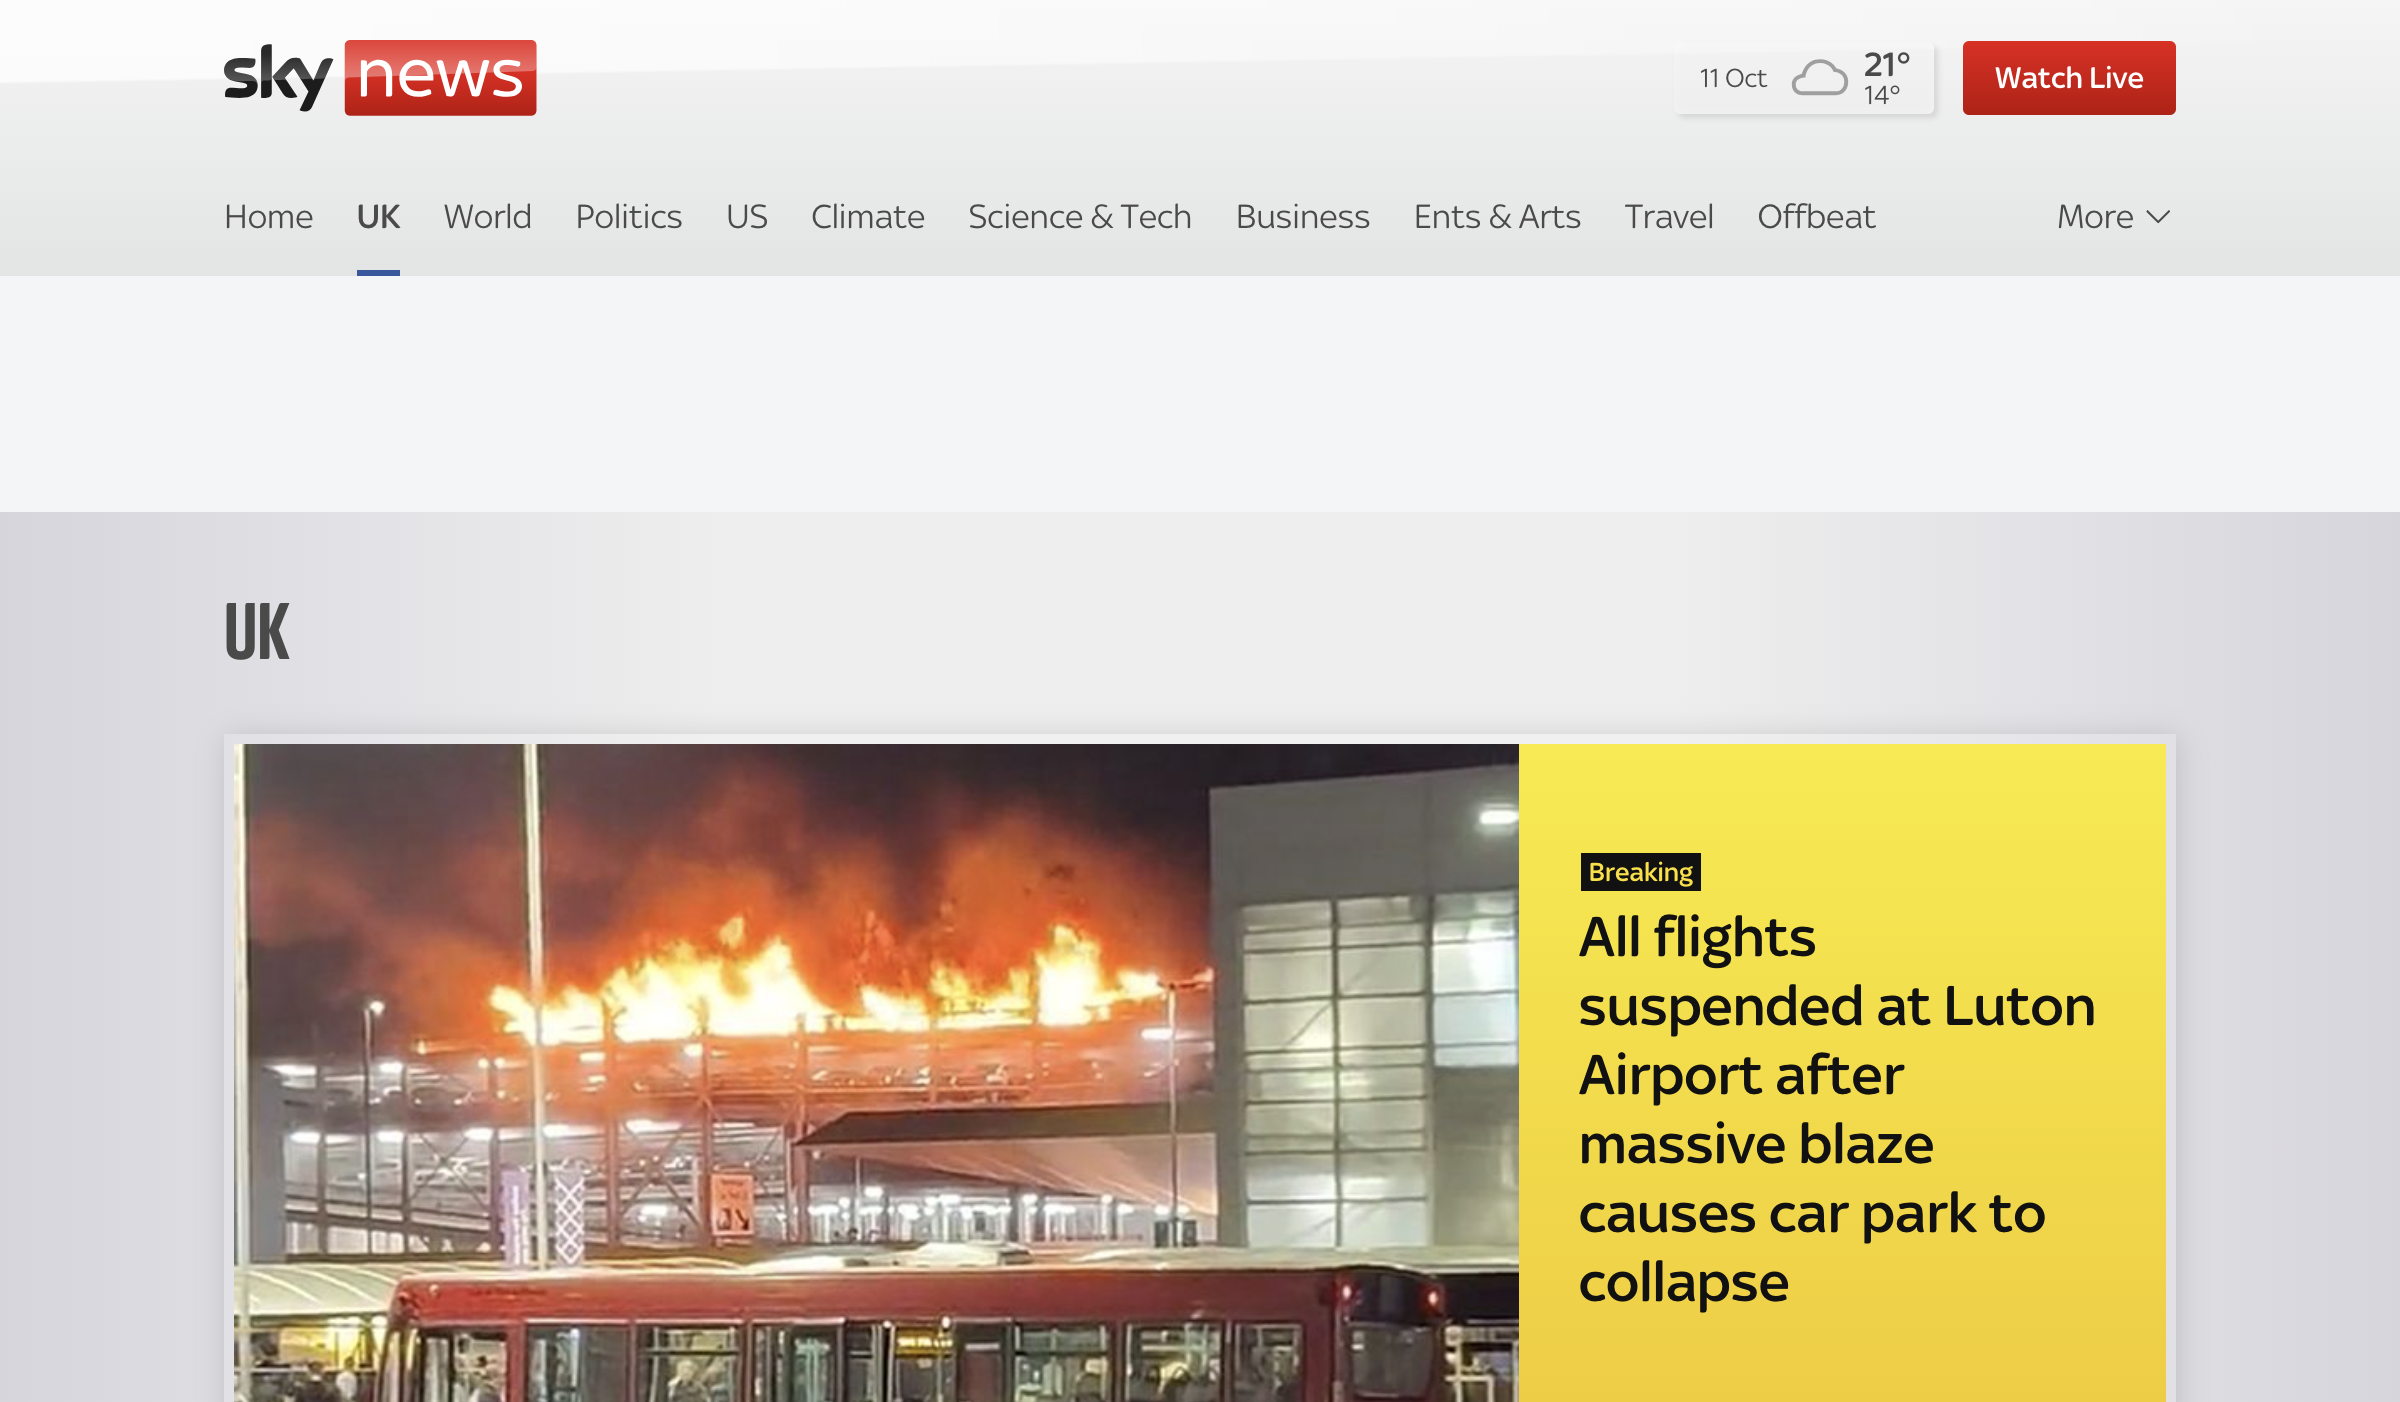 sky news
11 Oct 21° 14°
Watch Live
Home UK World Politics US Climate Science & Tech Business Ents & Arts Travel Offbeat More
UK
Breaking
All flights
suspended at Luton
Airport after
massive blaze
causes car park to
collapse